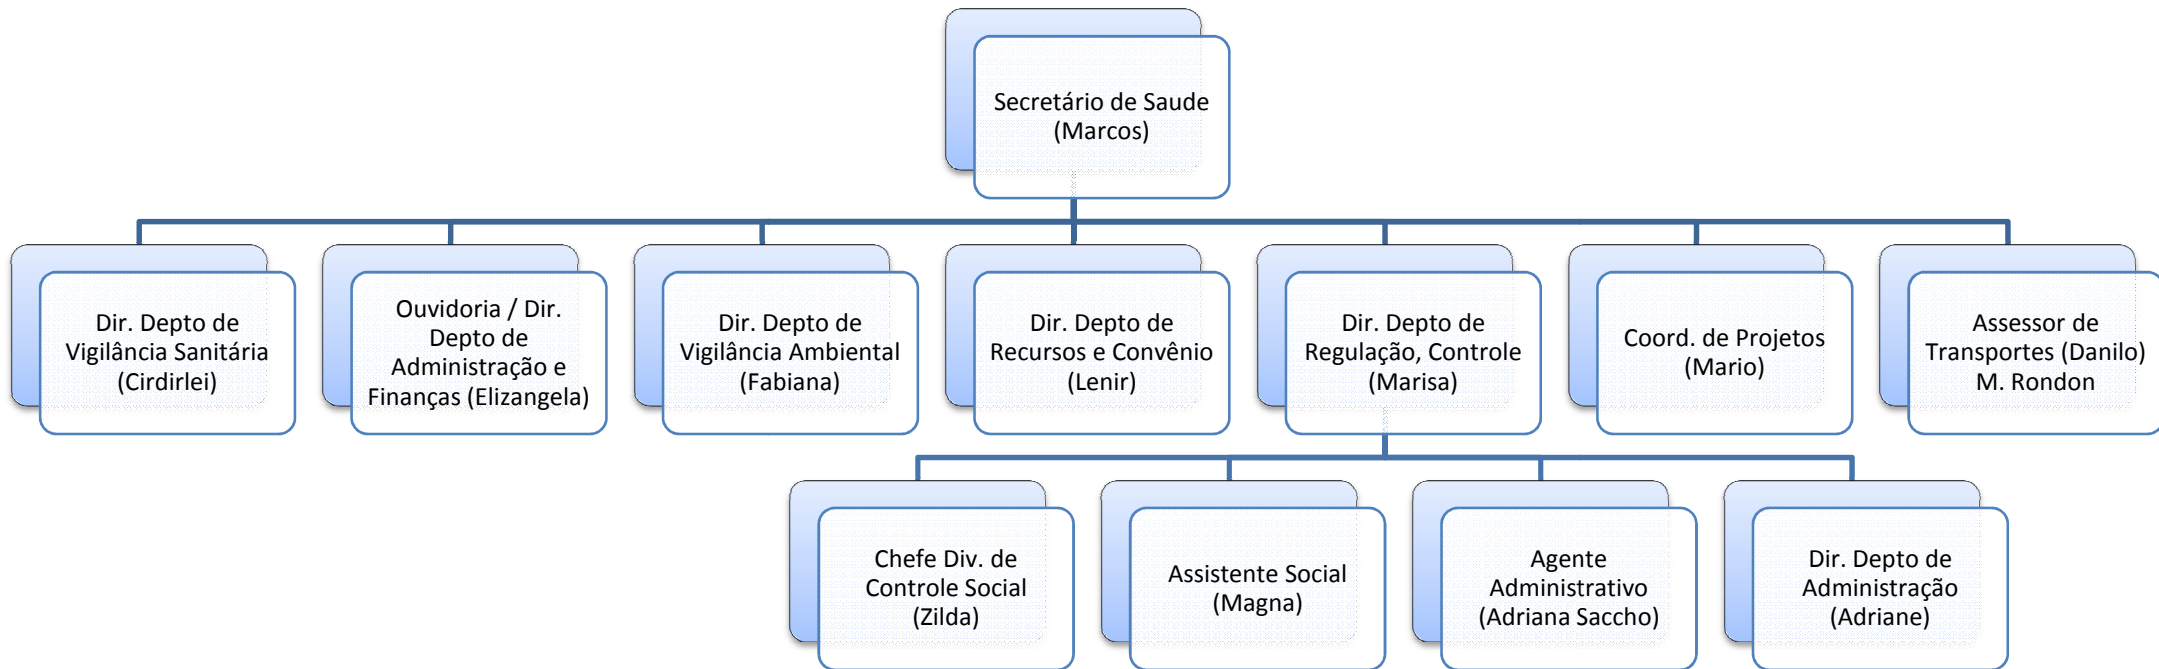 Secretário de Saude
(Marcos)
Dir. Depto de
Vigilância Sanitária
(Cirdirlei)
Ouvidoria / Dir.
Depto de
Administração e
Finanças (Elizangela)
Dir. Depto de
Vigilância Ambiental
(Fabiana)
Dir. Depto de
Recursos e Convênio
(Lenir)
Dir. Depto de
Regulação, Controle
(Marisa)
Coord. de Projetos
(Mario)
Assessor de
Transportes (Danilo)
M. Rondon
Chefe Div. de
Controle Social
(Zilda)
Assistente Social
(Magna)
Agente
Administrativo
(Adriana Saccho)
Dir. Depto de
Administração
(Adriane)